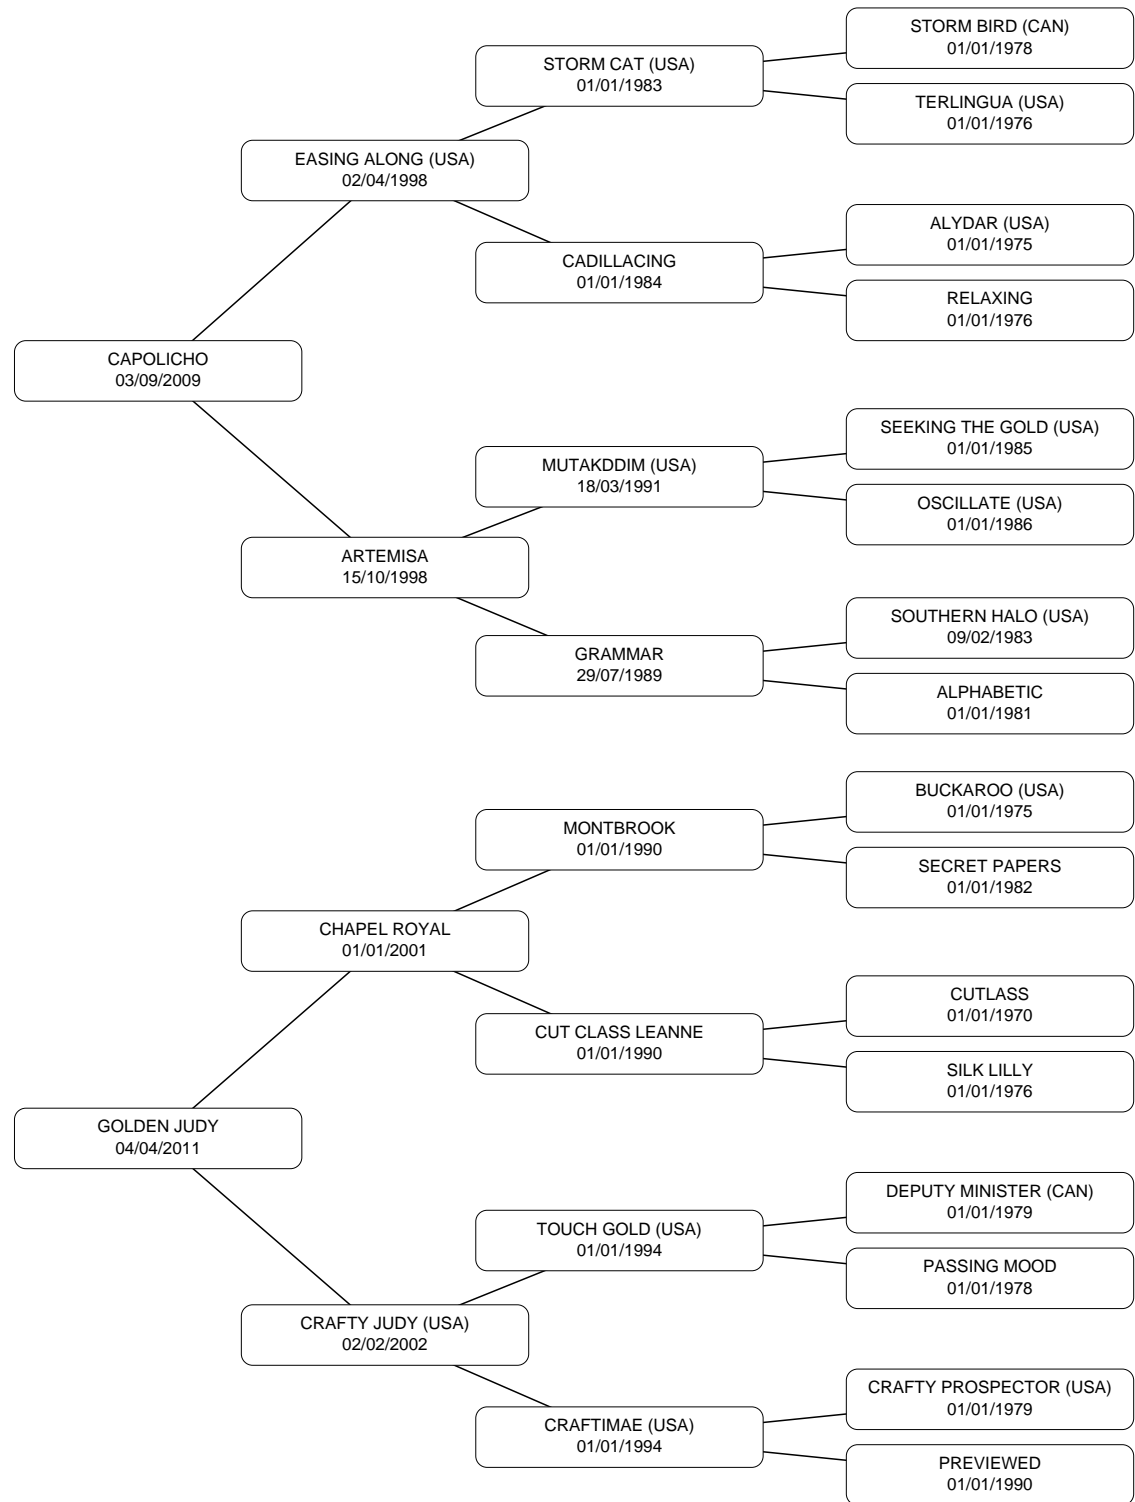 STORM BIRD (CAN)
01/01/1978
STORM CAT (USA)
01/01/1983
TERLINGUA (USA)
01/01/1976
EASING ALONG (USA)
02/04/1998
ALYDAR (USA)
01/01/1975
CADILLACING
01/01/1984
RELAXING
01/01/1976
CAPOLICHO
03/09/2009
SEEKING THE GOLD (USA)
01/01/1985
MUTAKDDIM (USA)
18/03/1991
OSCILLATE (USA)
01/01/1986
ARTEMISA
15/10/1998
SOUTHERN HALO (USA)
09/02/1983
GRAMMAR
29/07/1989
ALPHABETIC
01/01/1981
BUCKAROO (USA)
01/01/1975
MONTBROOK
01/01/1990
SECRET PAPERS
01/01/1982
CHAPEL ROYAL
01/01/2001
CUTLASS
01/01/1970
CUT CLASS LEANNE
01/01/1990
SILK LILLY
01/01/1976
GOLDEN JUDY
04/04/2011
DEPUTY MINISTER (CAN)
01/01/1979
TOUCH GOLD (USA)
01/01/1994
PASSING MOOD
01/01/1978
CRAFTY JUDY (USA)
02/02/2002
CRAFTY PROSPECTOR (USA)
01/01/1979
CRAFTIMAE (USA)
01/01/1994
PREVIEWED
01/01/1990